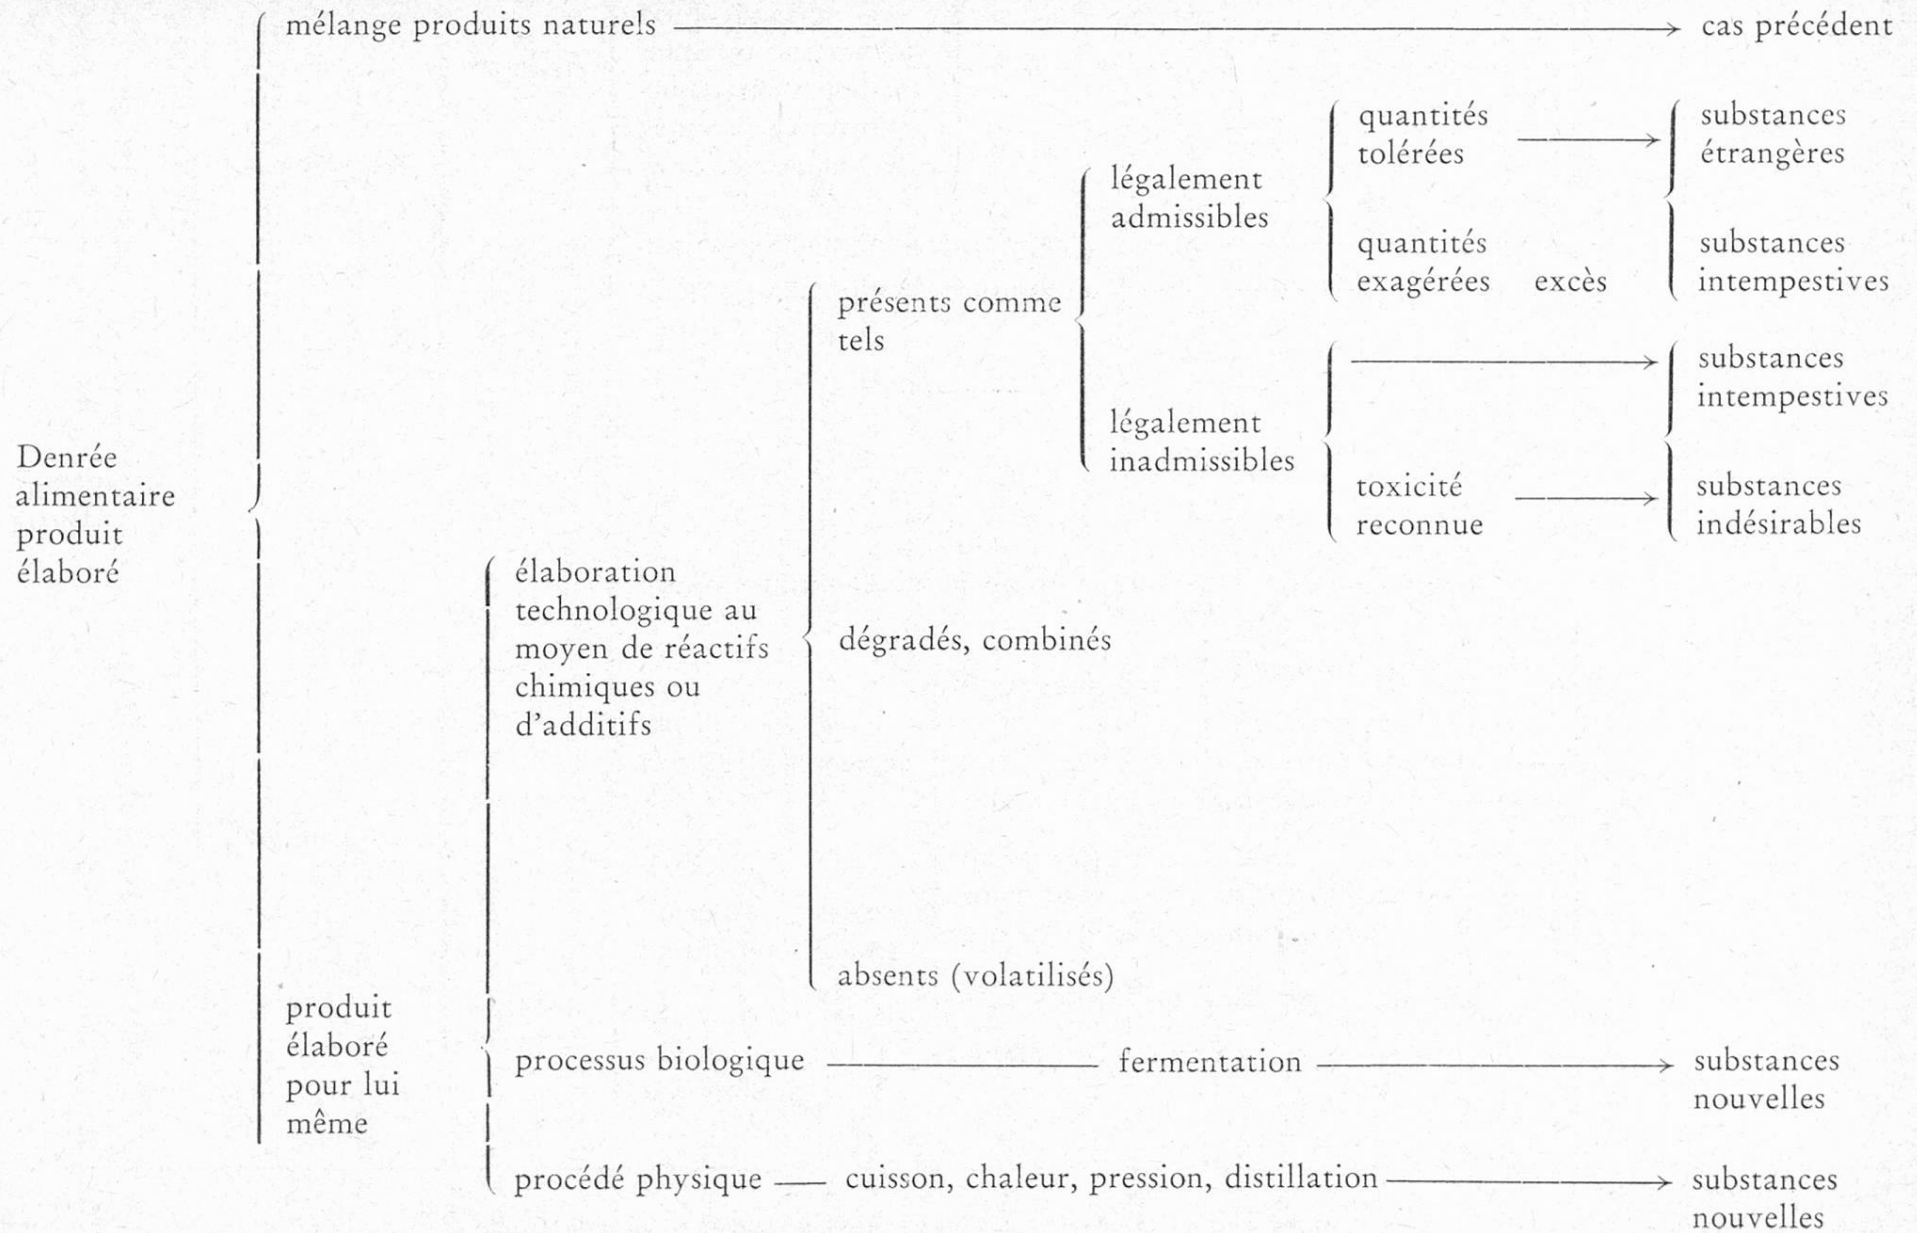 mélange produits naturels
cas précédent
quantités
tolérées
substances
étrangères
légalement
admissibles
quantités
exagérées excès
substances
intempestives
présents comme
tels
substances
intempestives
légalement
inadmissibles
toxicité
reconnue
substances
indésirables
Denrée
alimentaire
produit
élaboré
élaboration
technologique au
moyen de réactifs
chimiques ou
d'additifs
dégradés, combinés
absents (volatilisés)
produit
élaboré
pour lui
même
processus biologique
fermentation
substances
nouvelles
procédé physique
cuisson, chaleur, pression, distillation
substances
nouvelles